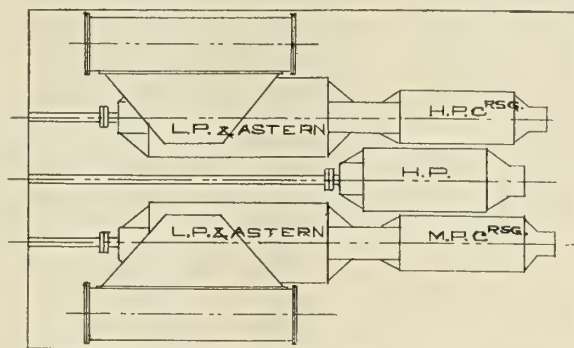 L.P. & ASTERN
H.P.C RSG.
H.P.
L.P. & ASTERN
M.P.C RSG.